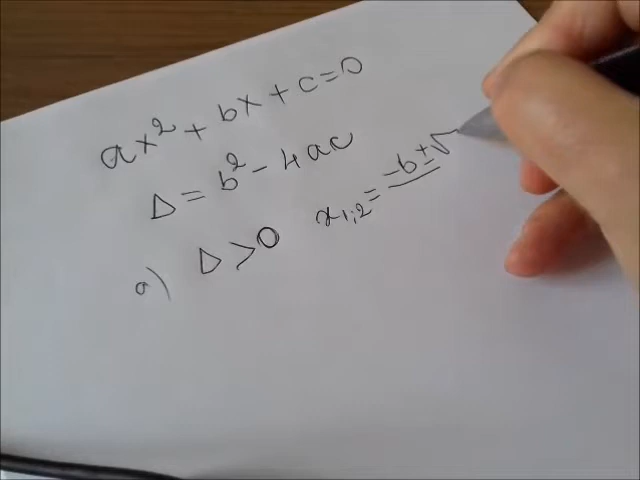 ax² + bx + c = 0
Δ = b² - 4ac
a) Δ > 0 x₁;₂ = -b ± √